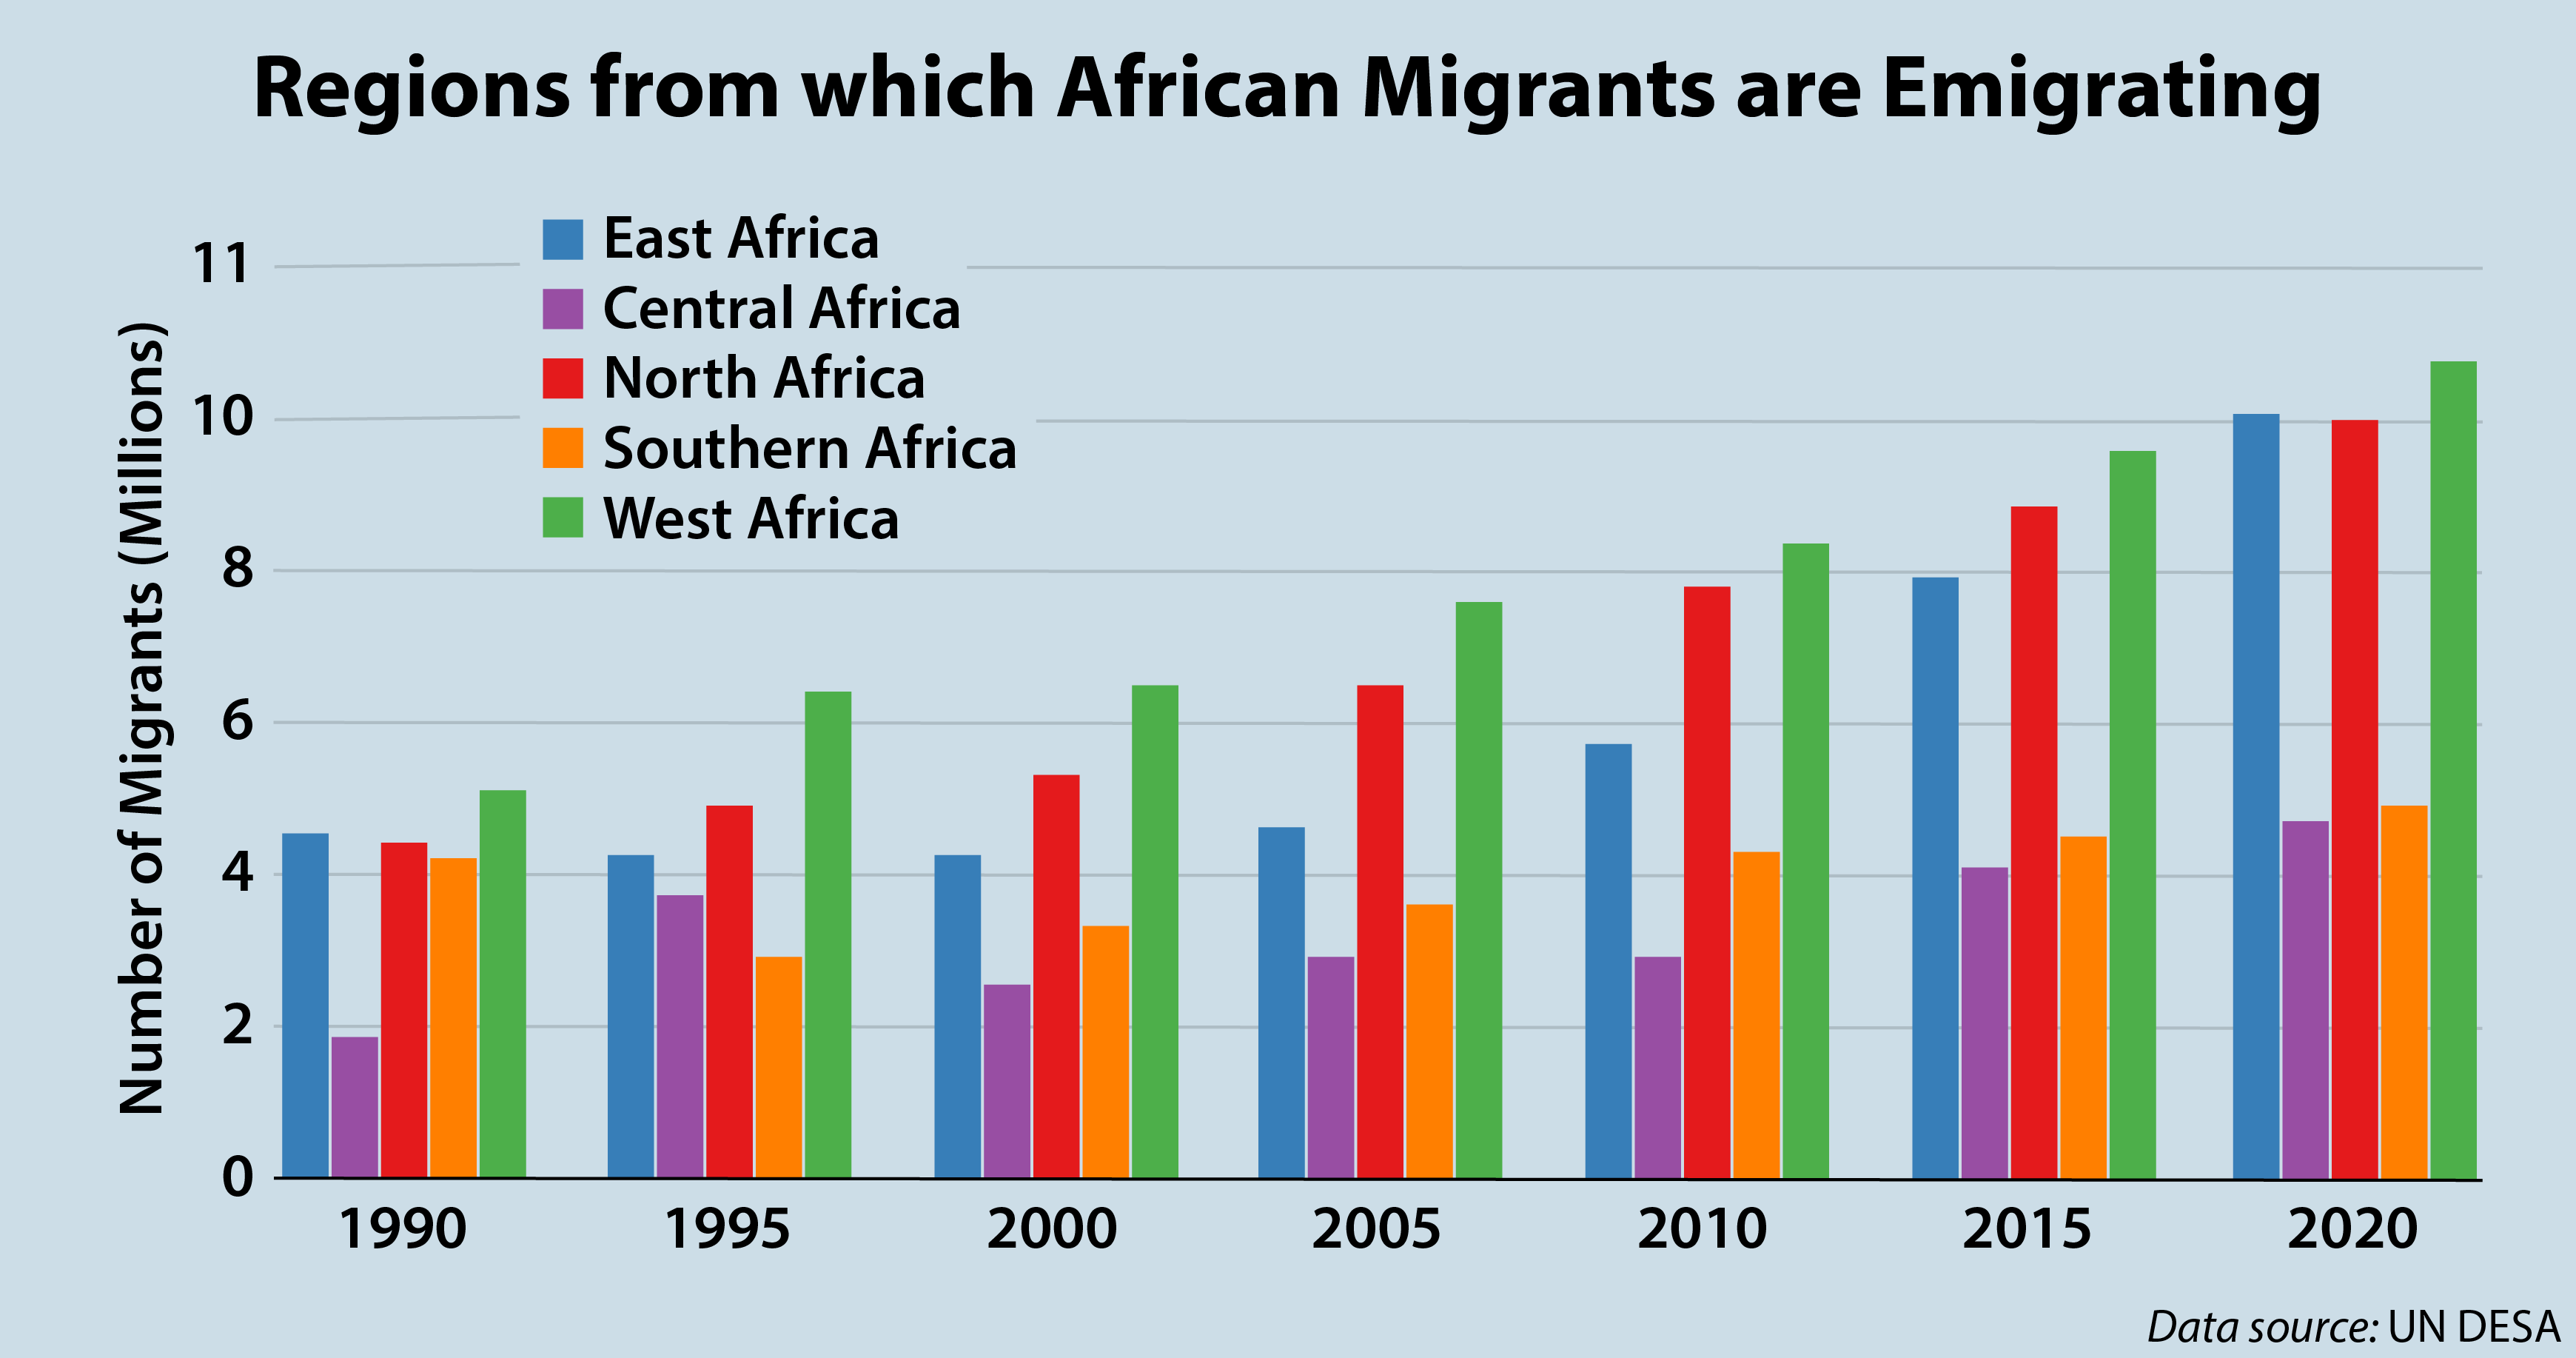 Regions from which African Migrants are Emigrating
East Africa
Central Africa
North Africa
Southern Africa
West Africa
Number of Migrants (Millions)
11
10
8
6
4
2
0
1990 1995 2000 2005 2010 2015 2020
Data source: UN DESA